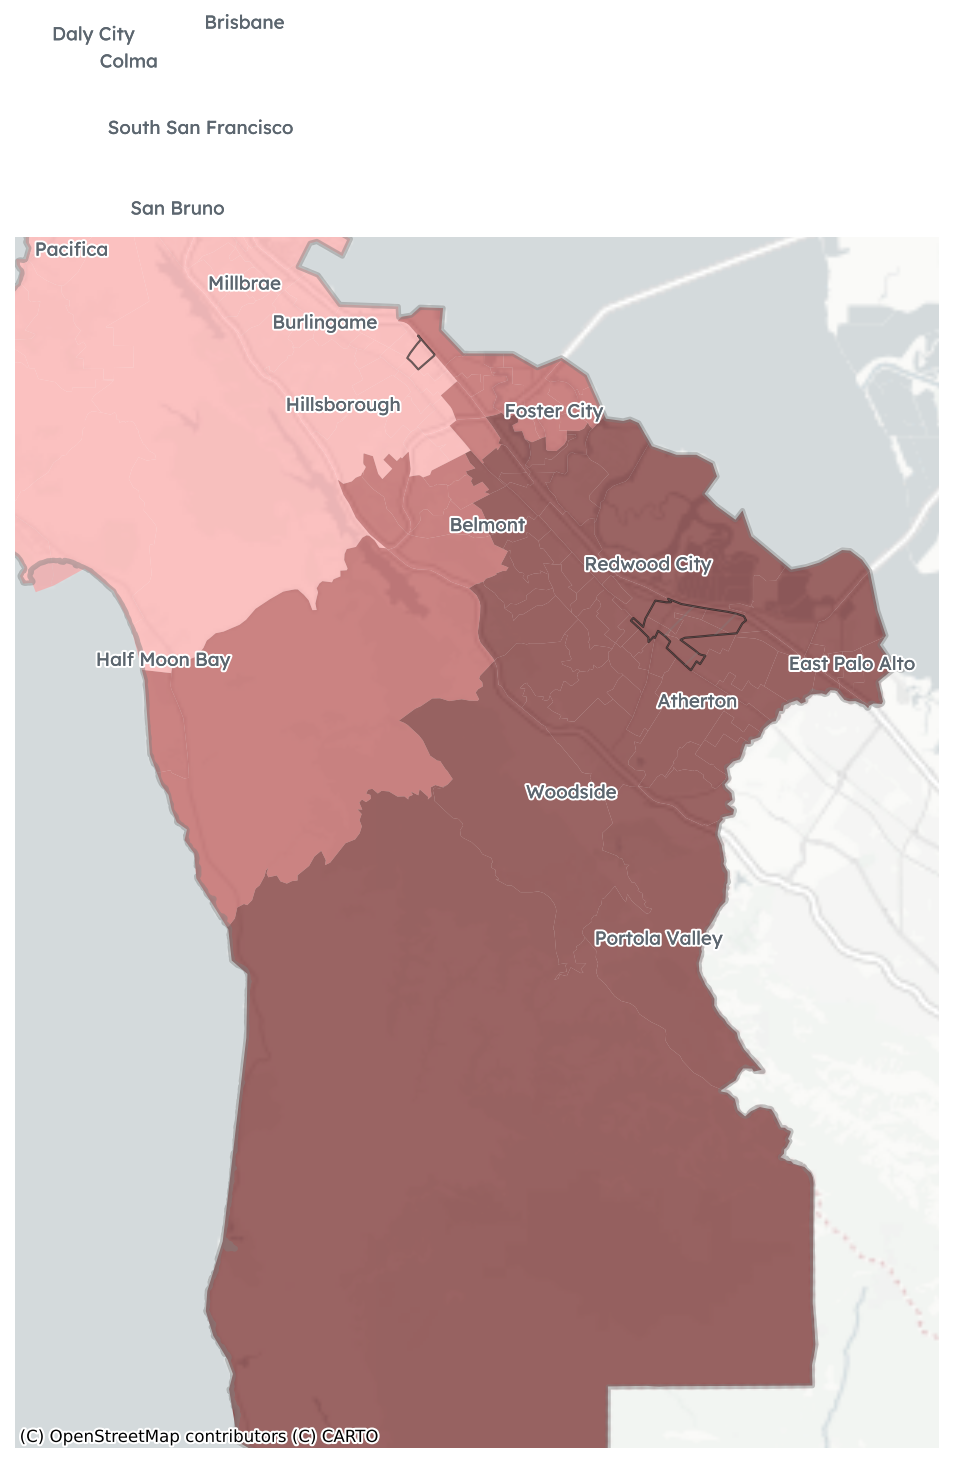 Brisbane
Daly City
Colma
South San Francisco
San Bruno
Pacifica
Millbrae
Burlingame
Hillsborough
Foster City
Belmont
Redwood City
Half Moon Bay
East Palo Alto
Atherton
Woodside
Portola Valley
(C) OpenStreetMap contributors (C) CARTO